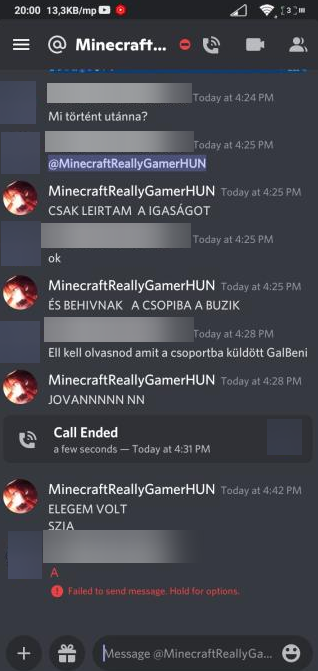 20:00 13,3KB/mp
3
@ Minecraft...
Today at 4:24 PM
Mi történt utánna?
Today at 4:25 PM
@MinecraftReallyGamerHUN
MinecraftReallyGamerHUN Today at 4:25 PM
CSAK LEIRTAM A IGASÁGOT
Today at 4:25 PM
ok
MinecraftReallyGamerHUN Today at 4:25 PM
ÉS BEHIVNAK A CSOPIBA A BUZIK
Today at 4:28 PM
Ell kell olvasnod amit a csoportba küldött GalBeni
MinecraftReallyGamerHUN Today at 4:28 PM
JOVANNNNN NN
Call Ended
a few seconds — Today at 4:31 PM
MinecraftReallyGamerHUN Today at 4:42 PM
ELEGEM VOLT
SZIA
A
Failed to send message. Hold for options.
Message @MinecraftReallyGa...